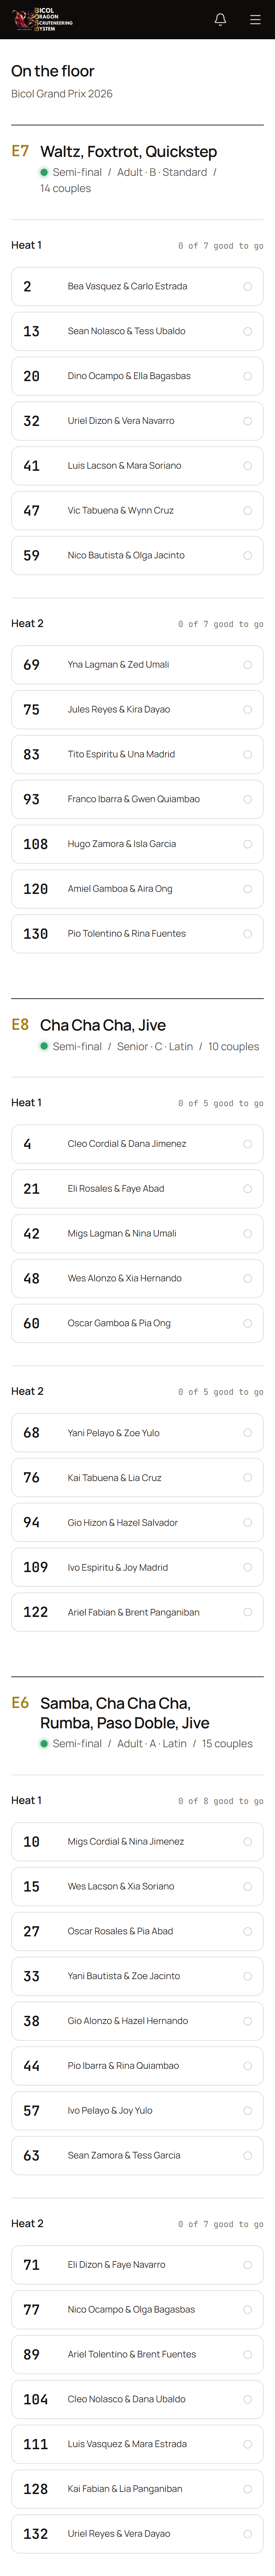 BICOL
DRAGON
SCRUTENEERING
SYSTEM
On the floor
Bicol Grand Prix 2026
E7 Waltz, Foxtrot, Quickstep
Semi-final / Adult · B · Standard /
14 couples
Heat 1 0 of 7 good to go
2 Bea Vasquez & Carlo Estrada
13 Sean Nolasco & Tess Ubaldo
20 Dino Ocampo & Ella Bagasbas
32 Uriel Dizon & Vera Navarro
41 Luis Lacson & Mara Soriano
47 Vic Tabuena & Wynn Cruz
59 Nico Bautista & Olga Jacinto
Heat 2 0 of 7 good to go
69 Yna Lagman & Zed Umali
75 Jules Reyes & Kira Dayao
83 Tito Espiritu & Una Madrid
93 Franco Ibarra & Gwen Quiambao
108 Hugo Zamora & Isla Garcia
120 Amiel Gamboa & Aira Ong
130 Pio Tolentino & Rina Fuentes
E8 Cha Cha Cha, Jive
Semi-final / Senior · C · Latin / 10 couples
Heat 1 0 of 5 good to go
4 Cleo Cordial & Dana Jimenez
21 Eli Rosales & Faye Abad
42 Migs Lagman & Nina Umali
48 Wes Alonzo & Xia Hernando
60 Oscar Gamboa & Pia Ong
Heat 2 0 of 5 good to go
68 Yani Pelayo & Zoe Yulo
76 Kai Tabuena & Lia Cruz
94 Gio Hizon & Hazel Salvador
109 Ivo Espiritu & Joy Madrid
122 Ariel Fabian & Brent Panganiban
E6 Samba, Cha Cha Cha,
Rumba, Paso Doble, Jive
Semi-final / Adult · A · Latin / 15 couples
Heat 1 0 of 8 good to go
10 Migs Cordial & Nina Jimenez
15 Wes Lacson & Xia Soriano
27 Oscar Rosales & Pia Abad
33 Yani Bautista & Zoe Jacinto
38 Gio Alonzo & Hazel Hernando
44 Pio Ibarra & Rina Quiambao
57 Ivo Pelayo & Joy Yulo
63 Sean Zamora & Tess Garcia
Heat 2 0 of 7 good to go
71 Eli Dizon & Faye Navarro
77 Nico Ocampo & Olga Bagasbas
89 Ariel Tolentino & Brent Fuentes
104 Cleo Nolasco & Dana Ubaldo
111 Luis Vasquez & Mara Estrada
128 Kai Fabian & Lia Panganiban
132 Uriel Reyes & Vera Dayao